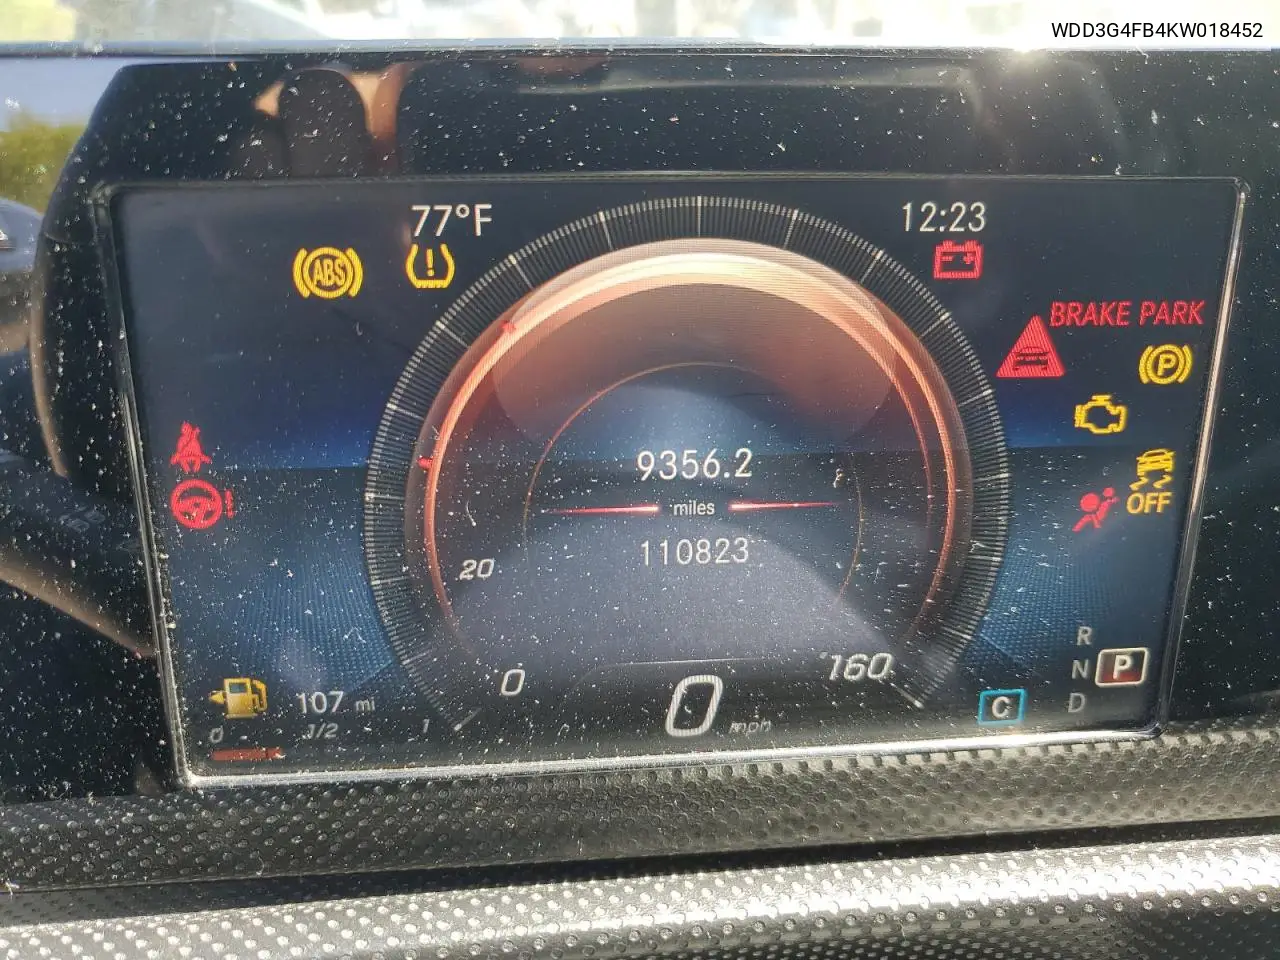 WDD3G4FB4KW018452
77°F
12:23
ABS
BRAKE PARK
P
9356.2
miles
OFF
110823
20
R
0
160
N P
107 mi
0 mph
C
D
1/2
1